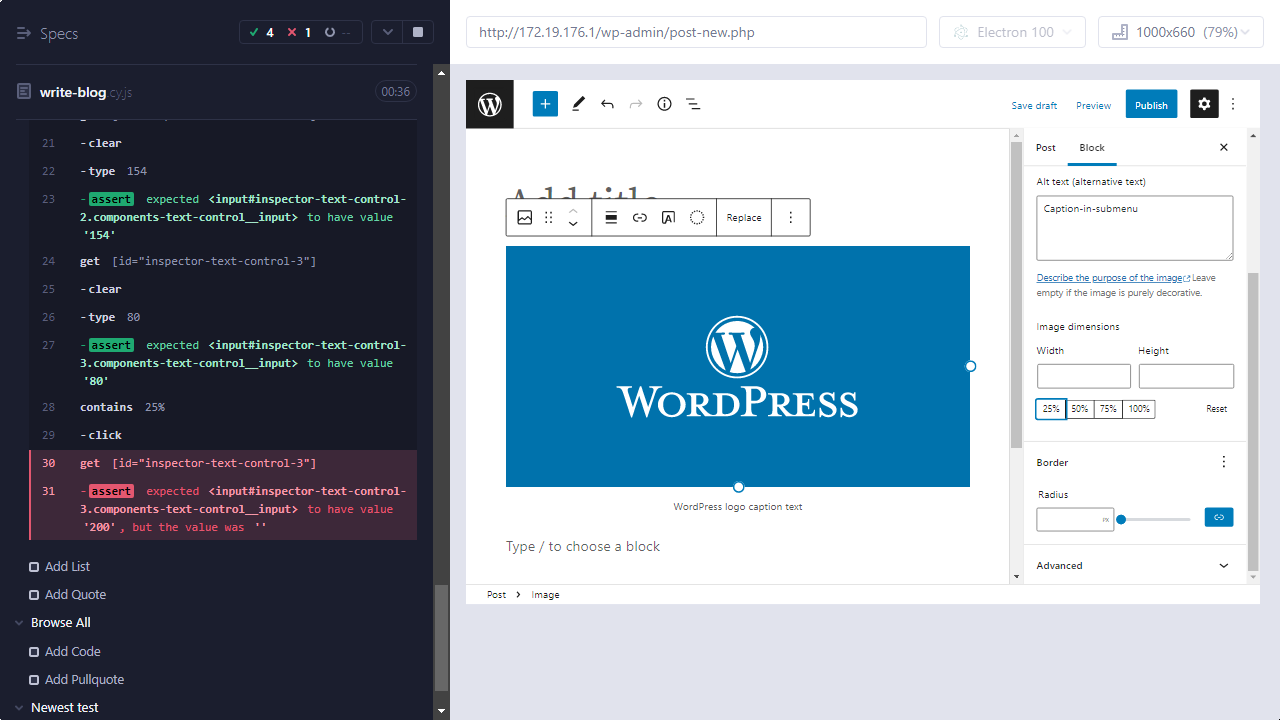 Specs
4
1
--
write-blog.cy.js
00:36
21 -clear
22 -type 154
23 -assert expected <input#inspector-text-control-
2.components-text-control__input> to have value
'154'
24 get [id="inspector-text-control-3"]
25 -clear
26 -type 80
27 -assert expected <input#inspector-text-control-
3.components-text-control__input> to have value
'80'
28 contains 25%
29 -click
30 get [id="inspector-text-control-3"]
31 -assert expected <input#inspector-text-control-
3.components-text-control__input> to have value
'200', but the value was ''
Add List
Add Quote
Browse All
Add Code
Add Pullquote
Newest test
http://172.19.176.1/wp-admin/post-new.php
Electron 100
1000x660 (79%)
Save draft
Preview
Publish
Add title
Replace
WORDPRESS
WordPress logo caption text
Type / to choose a block
Post
Block
Alt text (alternative text)
Caption-in-submenu
Describe the purpose of the image Leave
empty if the image is purely decorative.
Image dimensions
Width
Height
25%
50%
75%
100%
Reset
Border
Radius
PX
Advanced
Post
Image